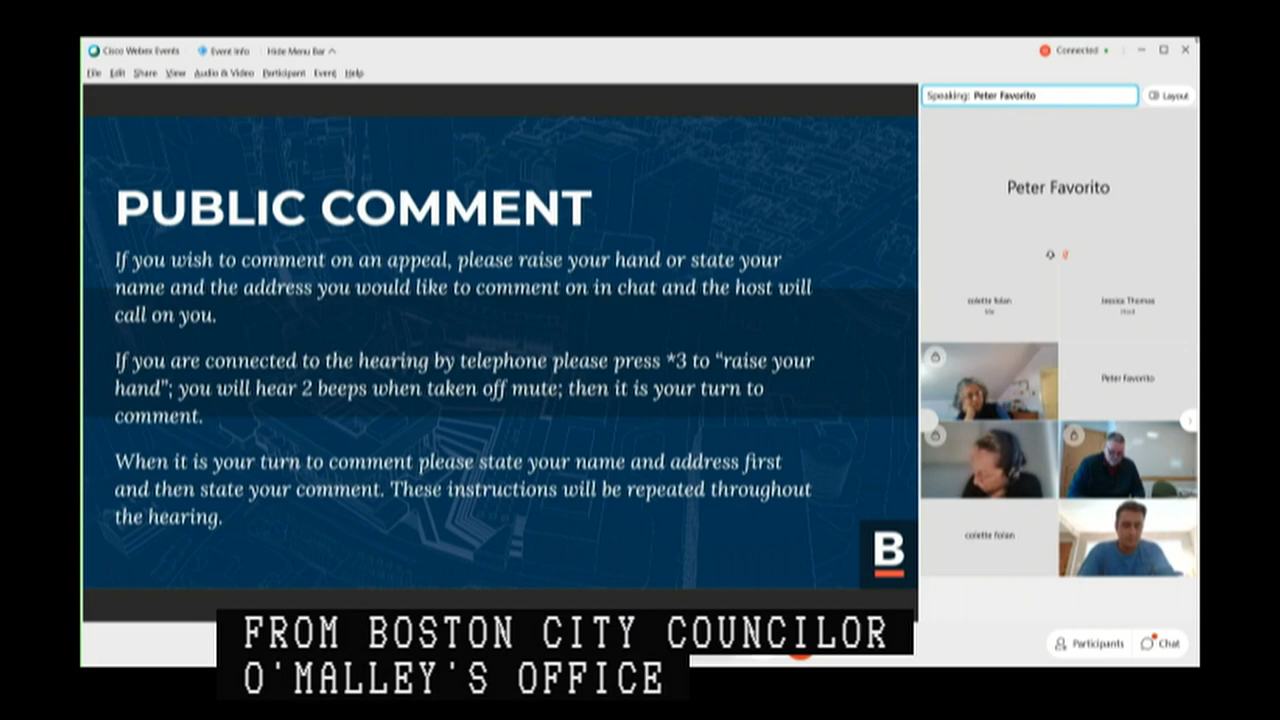 Cisco Webex Events Event Info Hide Menu Bar
Connected
File Edit Share View Audio & Video Participant Event Help
Speaking: Peter Favorito
Layout
PUBLIC COMMENT
If you wish to comment on an appeal, please raise your hand or state your
name and the address you would like to comment on in chat and the host will
call on you.
If you are connected to the hearing by telephone please press *3 to “raise your
hand”; you will hear 2 beeps when taken off mute; then it is your turn to
comment.
When it is your turn to comment please state your name and address first
and then state your comment. These instructions will be repeated throughout
the hearing.
B
Peter Favorito
colette folan
Me
Jessica Thomas
Host
Peter Favorito
colette folan
Participants
Chat
FROM BOSTON CITY COUNCILOR
O'MALLEY'S OFFICE